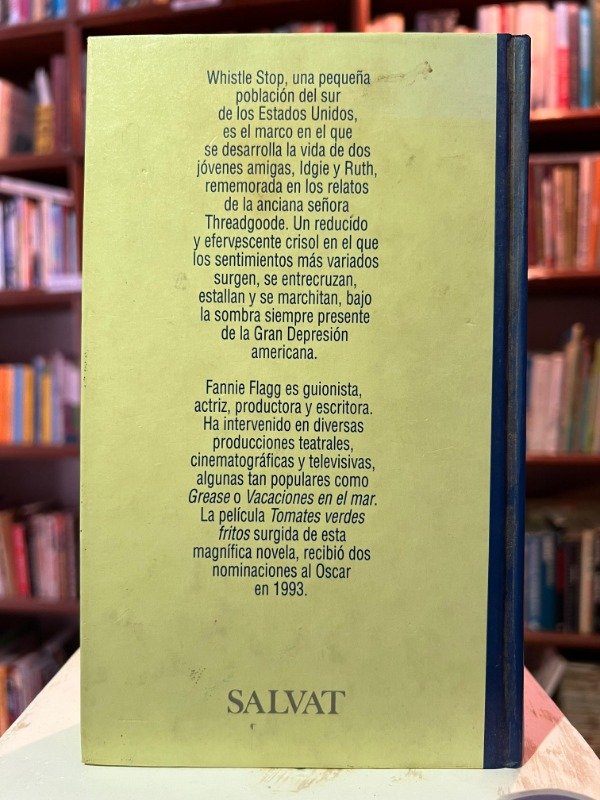 Whistle Stop, una pequeña
población del sur
de los Estados Unidos,
es el marco en el que
se desarrolla la vida de dos
jóvenes amigas, Idgie y Ruth,
rememorada en los relatos
de la anciana señora
Threadgoode. Un reducido
y efervescente crisol en el que
los sentimientos más variados
surgen, se entrecruzan,
estallan y se marchitan, bajo
la sombra siempre presente
de la Gran Depresión
americana.
Fannie Flagg es guionista,
actriz, productora y escritora.
Ha intervenido en diversas
producciones teatrales,
cinematográficas y televisivas,
algunas tan populares como
Grease o Vacaciones en el mar.
La película Tomates verdes
fritos surgida de esta
magnífica novela, recibió dos
nominaciones al Oscar
en 1993.
SALVAT